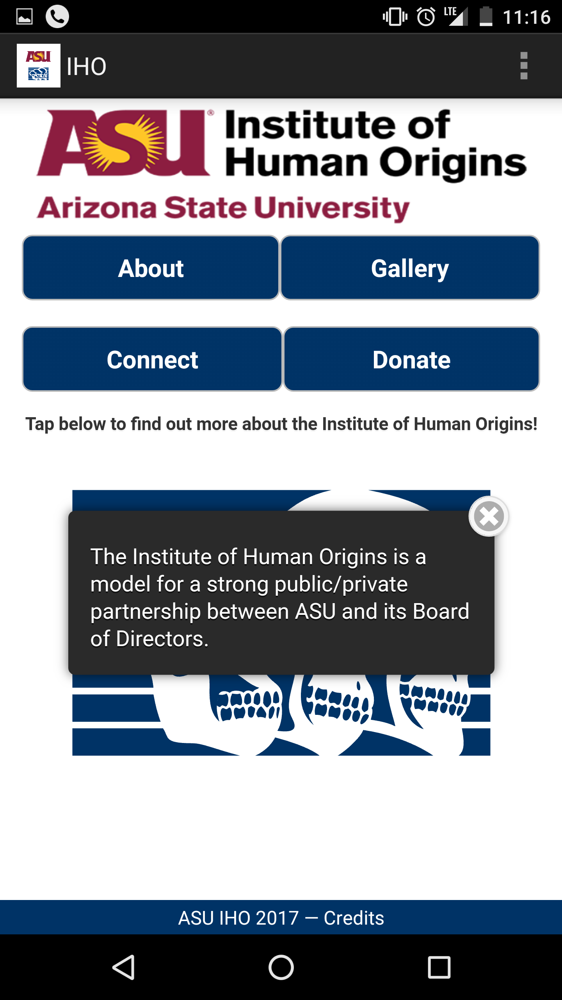 LTE 11:16
ASU
IHO
ASU® Institute of
Human Origins
Arizona State University
About Gallery
Connect Donate
Tap below to find out more about the Institute of Human Origins!
The Institute of Human Origins is a
model for a strong public/private
partnership between ASU and its Board
of Directors.
ASU IHO 2017 — Credits